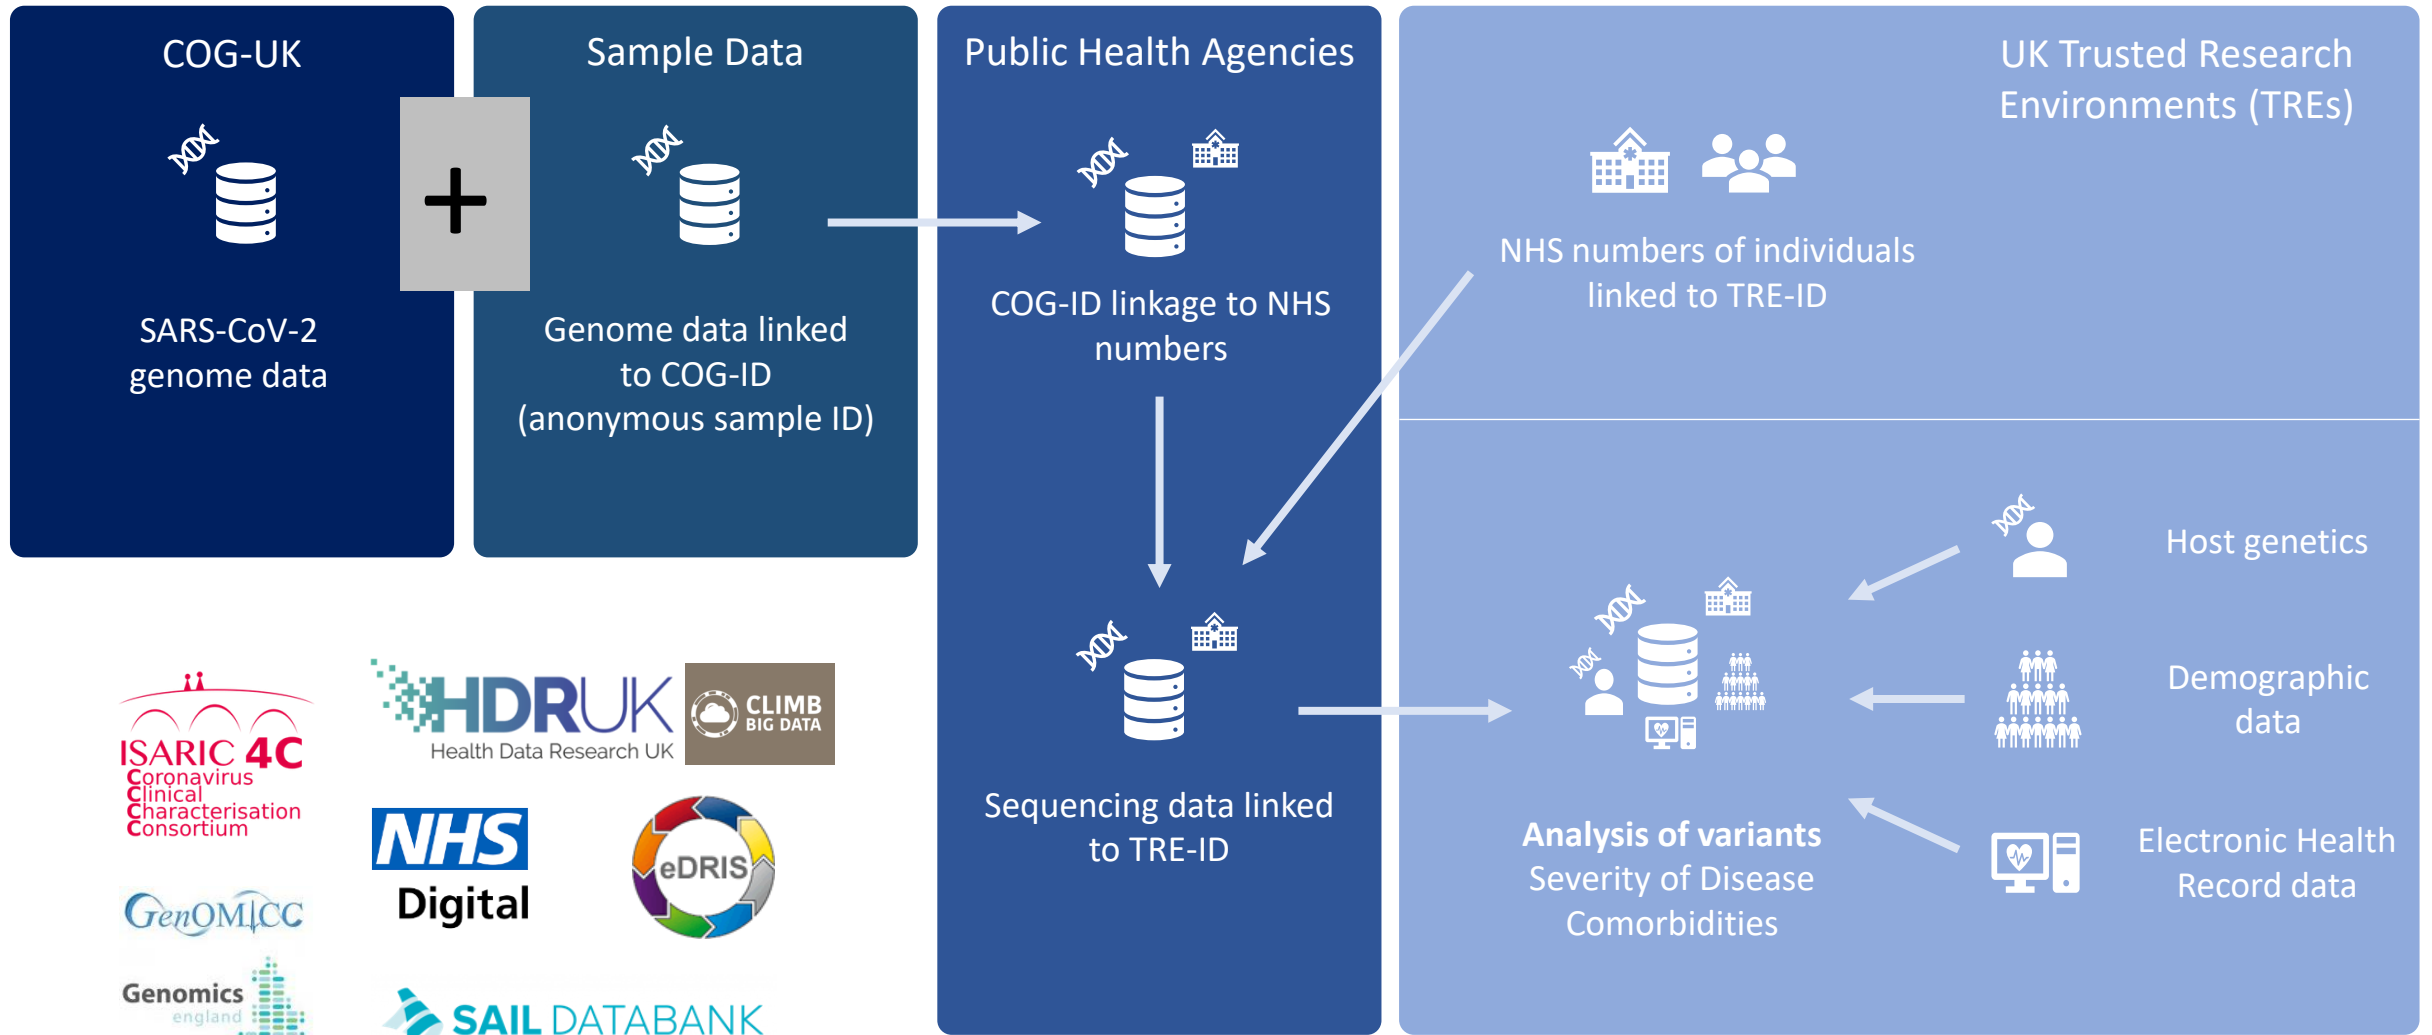 COG-UK
SARS-CoV-2
genome data
+
Sample Data
Genome data linked
to COG-ID
(anonymous sample ID)
Public Health Agencies
COG-ID linkage to NHS
numbers
Sequencing data linked
to TRE-ID
UK Trusted Research
Environments (TREs)
NHS numbers of individuals
linked to TRE-ID
Host genetics
Demographic
data
Electronic Health
Record data
Analysis of variants
Severity of Disease
Comorbidities
ISARIC 4C
Coronavirus
Clinical
Characterisation
Consortium
HDRUK
Health Data Research UK
CLIMB
BIG DATA
NHS
Digital
eDRIS
GenOMICC
Genomics
england
SAIL DATABANK